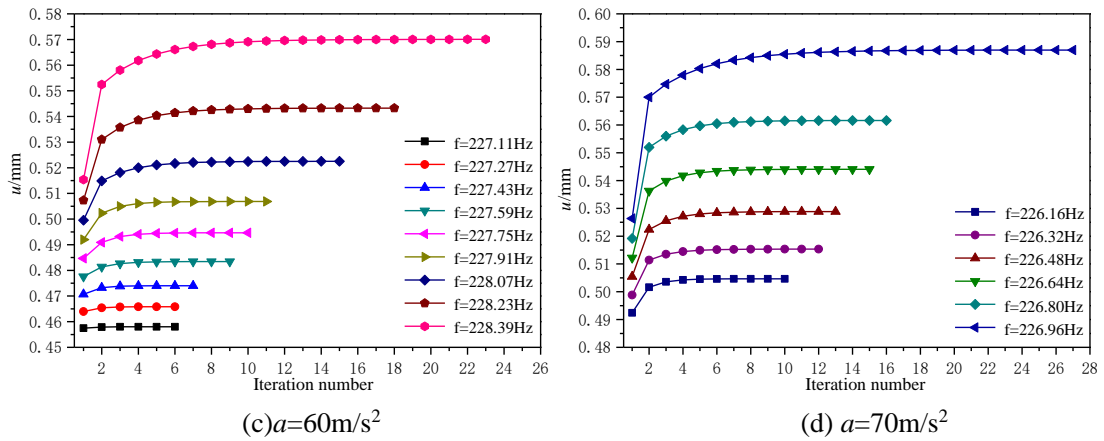 0.58
0.57
0.56
0.55
0.54
0.53
0.52
0.51
0.50
0.49
0.48
0.47
0.46
0.45
u/mm
f=227.11Hz
f=227.27Hz
f=227.43Hz
f=227.59Hz
f=227.75Hz
f=227.91Hz
f=228.07Hz
f=228.23Hz
f=228.39Hz
2 4 6 8 10 12 14 16 18 20 22 24 26
Iteration number
(c)a=60m/s²
0.60
0.59
0.58
0.57
0.56
0.55
0.54
0.53
0.52
0.51
0.50
0.49
0.48
u/mm
f=226.16Hz
f=226.32Hz
f=226.48Hz
f=226.64Hz
f=226.80Hz
f=226.96Hz
2 4 6 8 10 12 14 16 18 20 22 24 26 28
Iteration number
(d) a=70m/s²